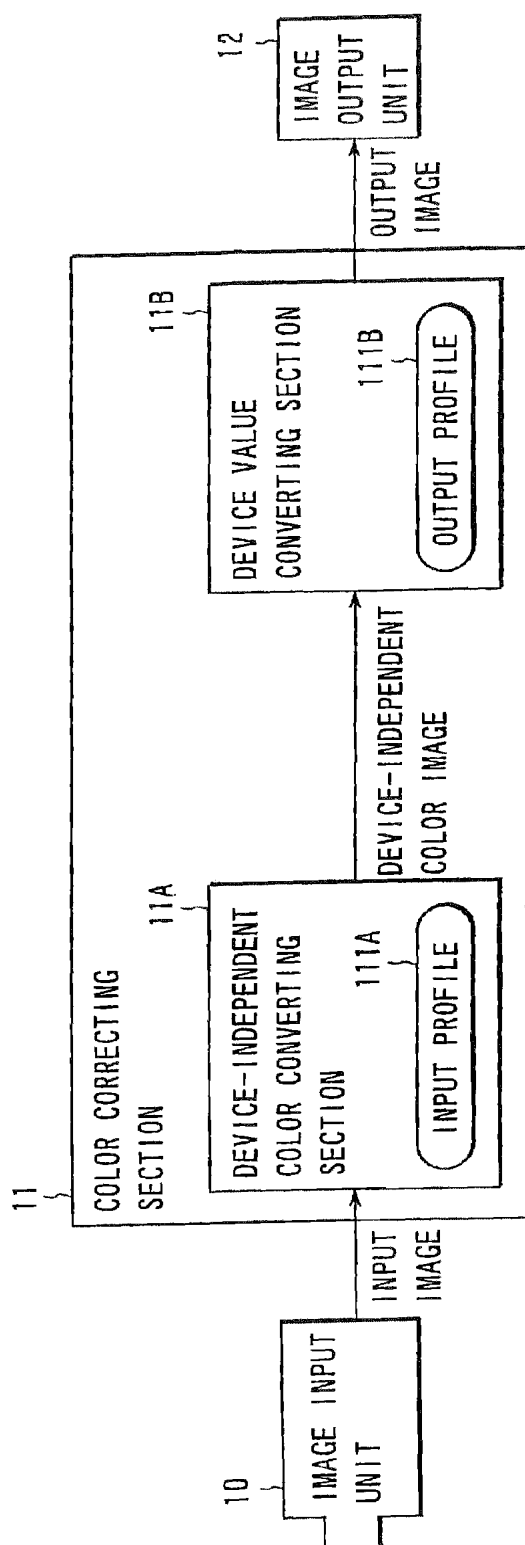 10
IMAGE INPUT
UNIT
INPUT
IMAGE
11
COLOR CORRECTING
SECTION
11A
DEVICE-INDEPENDENT
COLOR CONVERTING
SECTION
111A
INPUT PROFILE
DEVICE-INDEPENDENT
COLOR IMAGE
11B
DEVICE VALUE
CONVERTING SECTION
111B
OUTPUT PROFILE
OUTPUT
IMAGE
12
IMAGE
OUTPUT
UNIT